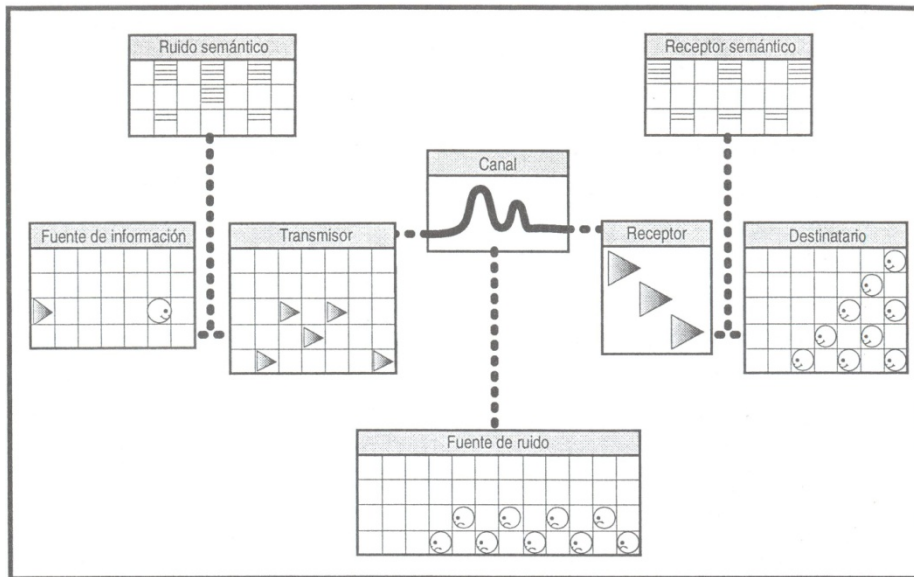 Ruido semántico
Receptor semántico
Canal
Fuente de información
Transmisor
Receptor
Destinatario
Fuente de ruido